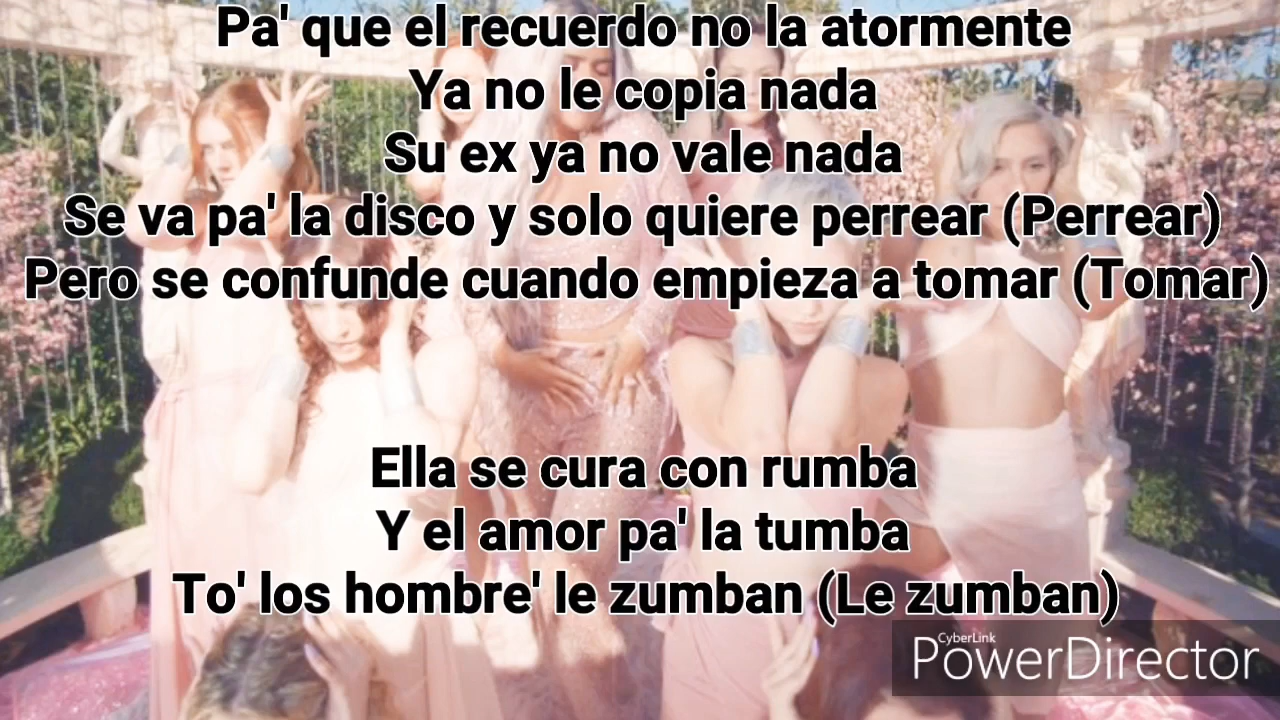 Pa' que el recuerdo no la atormente
Ya no le copia nada
Su ex ya no vale nada
Se va pa' la disco y solo quiere perrear (Perrear)
Pero se confunde cuando empieza a tomar (Tomar)
Ella se cura con rumba
Y el amor pa' la tumba
To' los hombre' le zumban (Le zumban)
CyberLink
PowerDirector